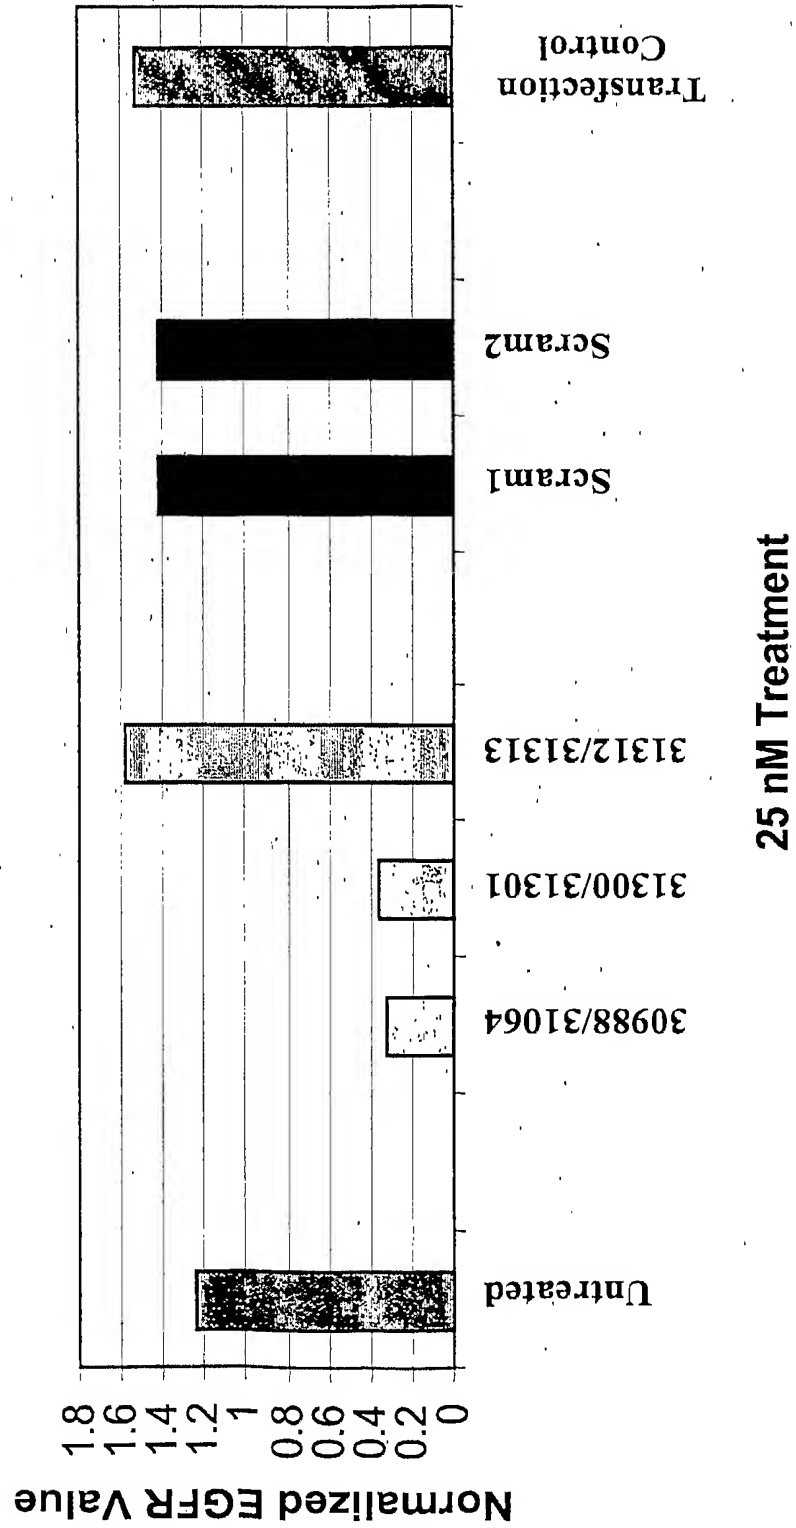 Normalized EGFR Value
1.8
1.6
1.4
1.2
1
0.8
0.6
0.4
0.2
0
Untreated
30988/31064
31300/31301
31312/31313
Scram1
Scram2
Transfection
Control
25 nM Treatment